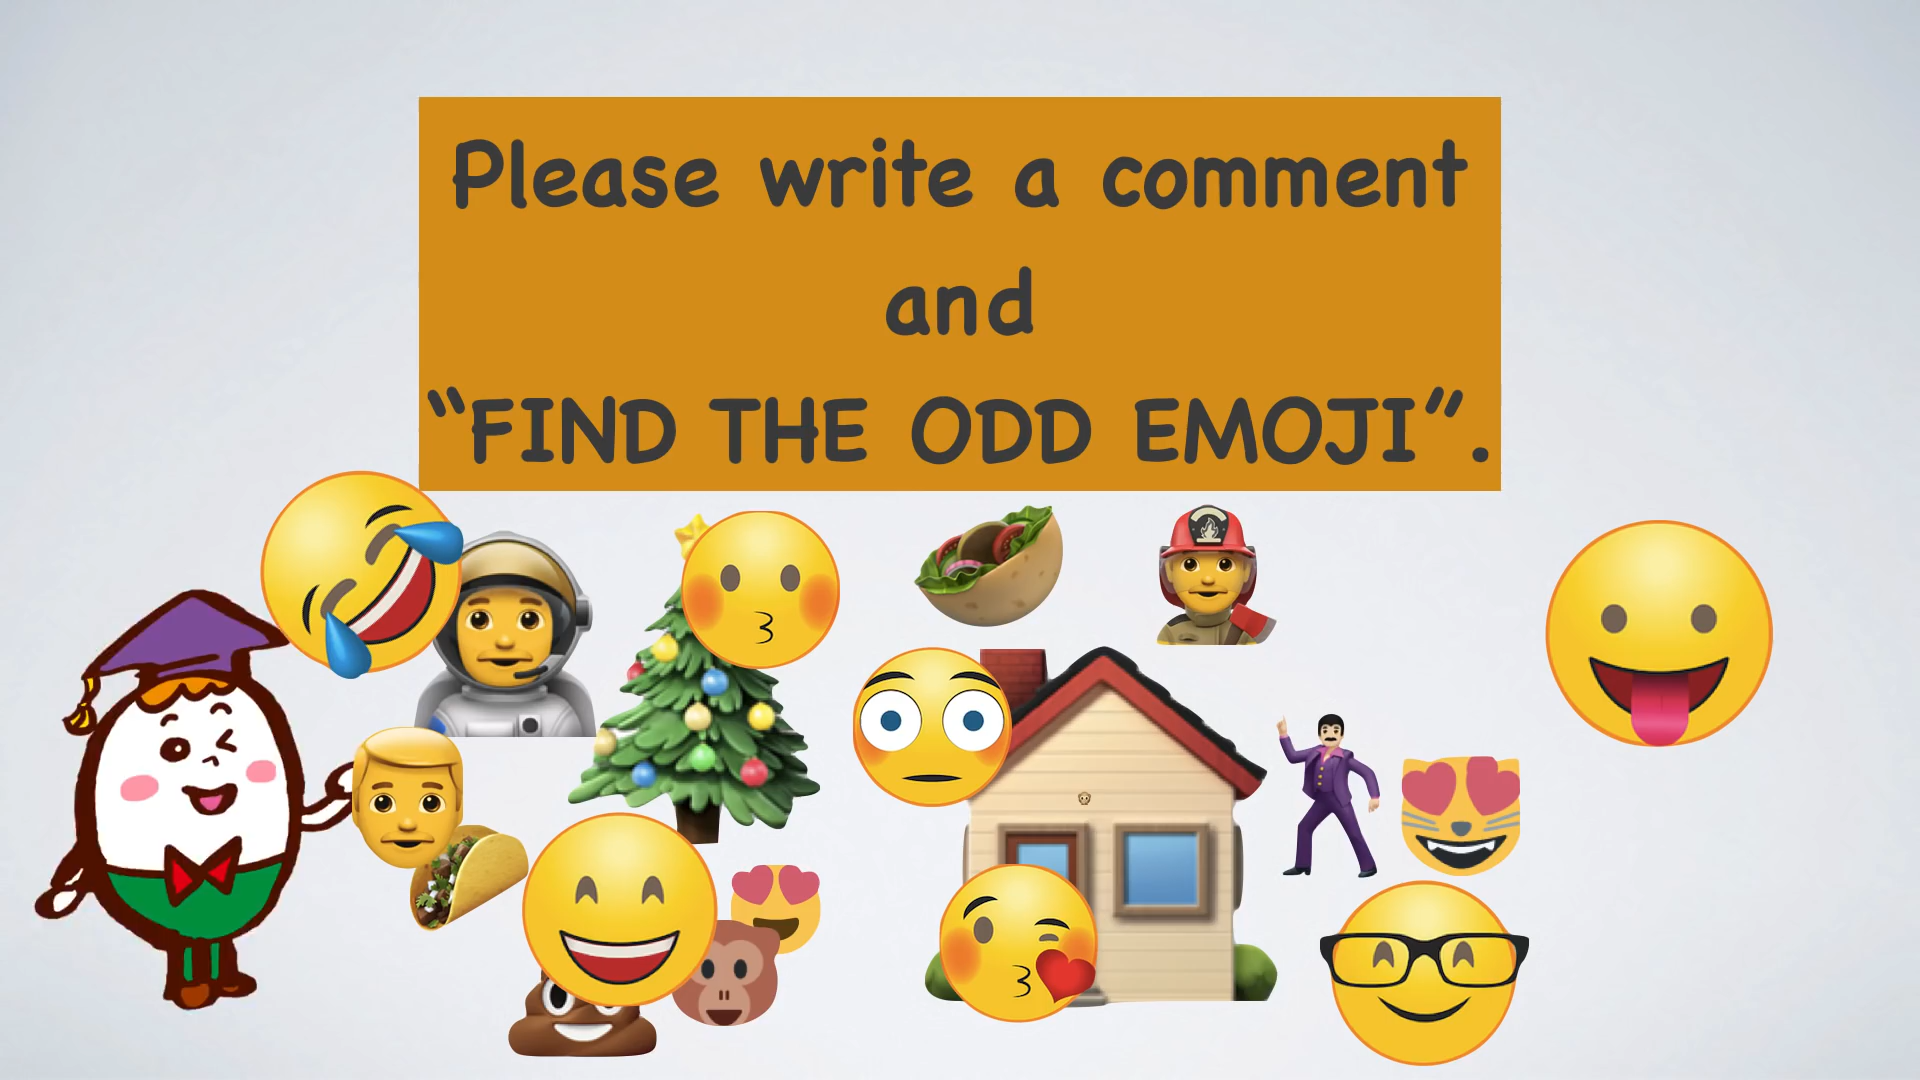 Please write a comment
and
“FIND THE ODD EMOJI”.